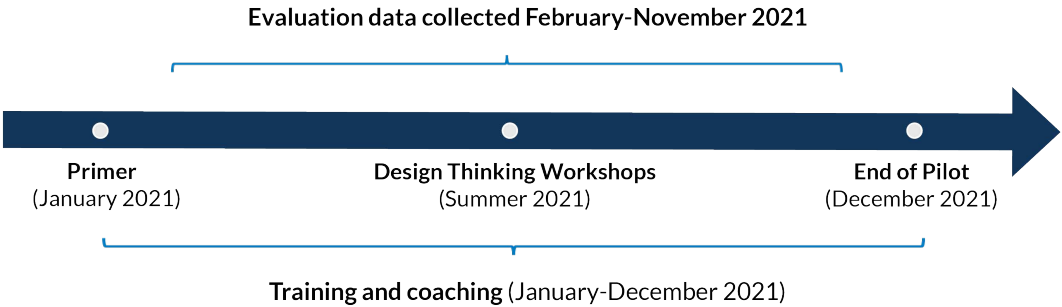 Evaluation data collected February-November 2021
Primer
(January 2021)
Design Thinking Workshops
(Summer 2021)
End of Pilot
(December 2021)
Training and coaching (January-December 2021)